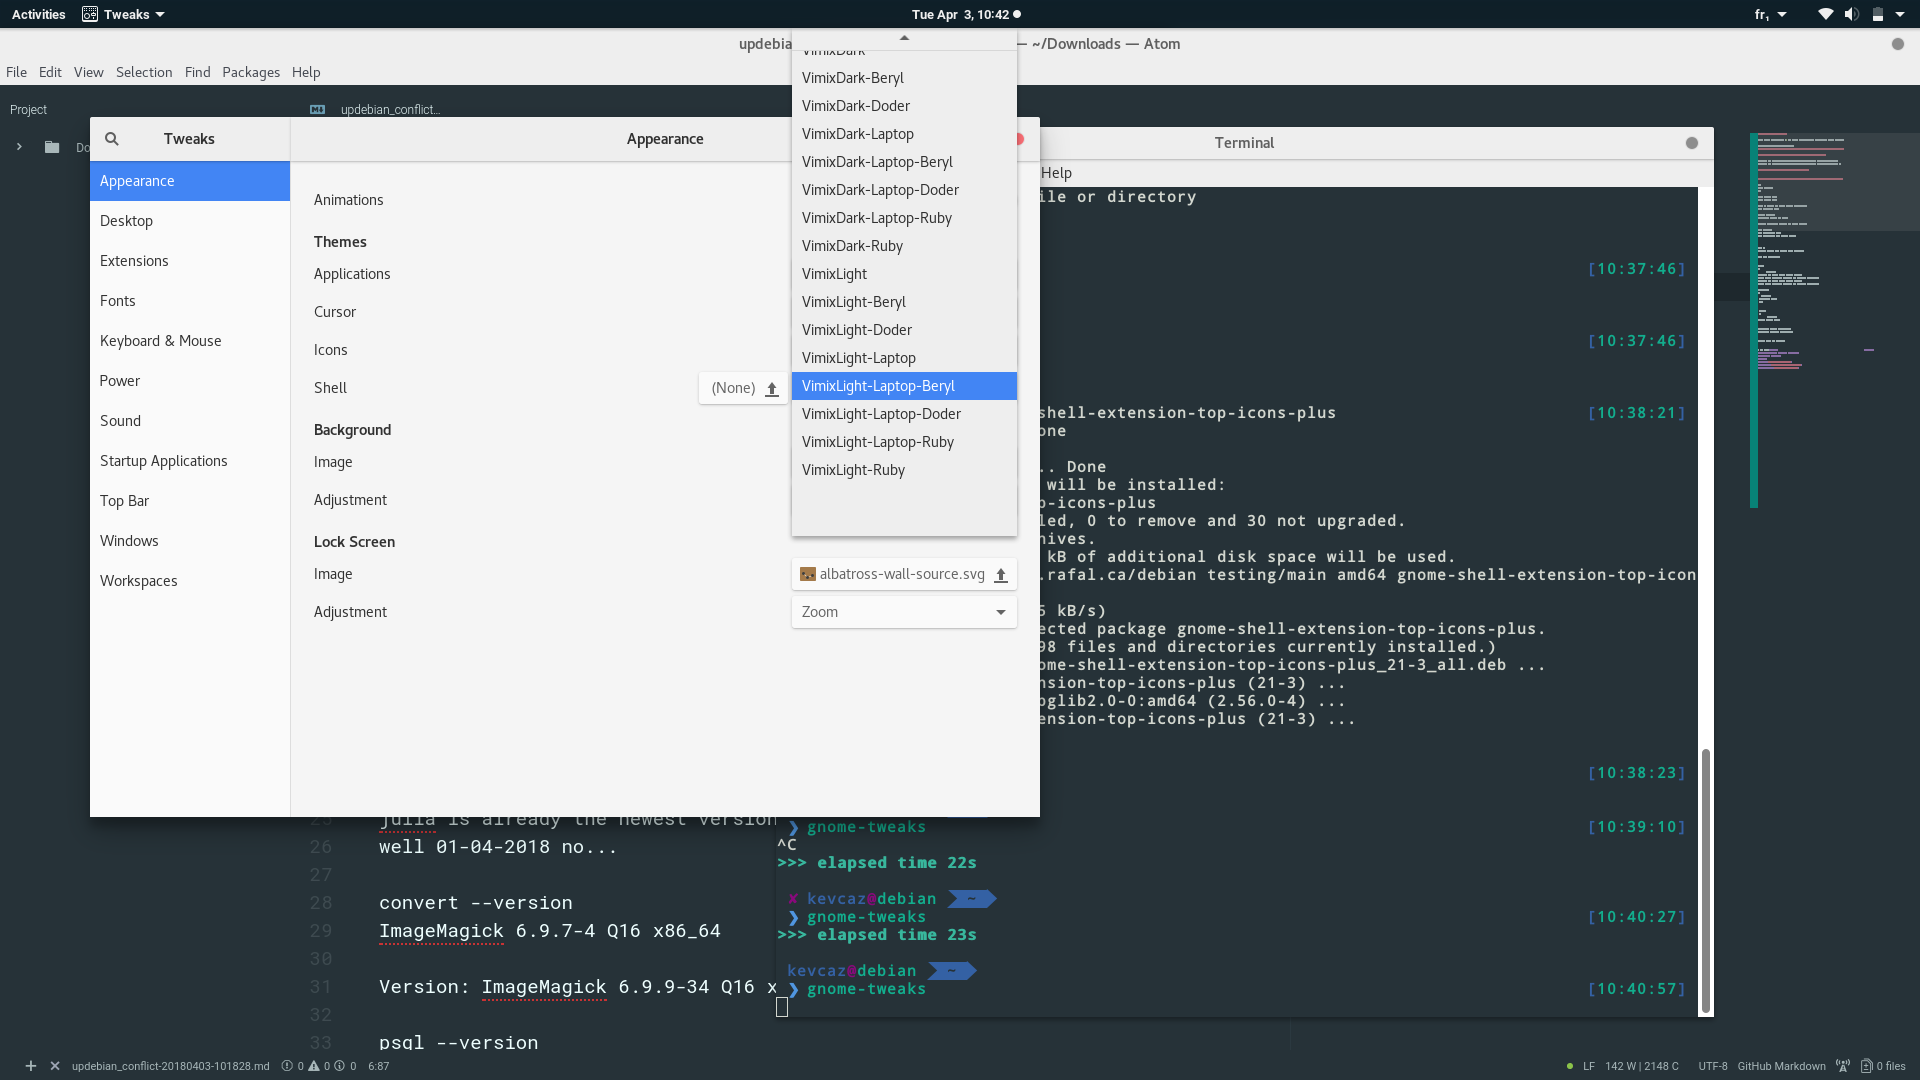 Activities
Tweaks
Tue Apr 3, 10:42
fr₁
updebia
— ~/Downloads — Atom
File Edit View Selection Find Packages Help
Project
updebian_conflict...
Do
Tweaks
Appearance
Appearance
Desktop
Extensions
Fonts
Keyboard & Mouse
Power
Sound
Startup Applications
Top Bar
Windows
Workspaces
Animations
Themes
Applications
Cursor
Icons
Shell
(None)
Background
Image
Adjustment
Lock Screen
Image
albatross-wall-source.svg
Adjustment
Zoom
VimixDark
VimixDark-Beryl
VimixDark-Doder
VimixDark-Laptop
VimixDark-Laptop-Beryl
VimixDark-Laptop-Doder
VimixDark-Laptop-Ruby
VimixDark-Ruby
VimixLight
VimixLight-Beryl
VimixLight-Doder
VimixLight-Laptop
VimixLight-Laptop-Beryl
VimixLight-Laptop-Doder
VimixLight-Laptop-Ruby
VimixLight-Ruby
Terminal
Help
ile or directory
[10:37:46]
[10:37:46]
shell-extension-top-icons-plus [10:38:21]
one
.. Done
will be installed:
p-icons-plus
led, 0 to remove and 30 not upgraded.
hives.
kB of additional disk space will be used.
.rafal.ca/debian testing/main amd64 gnome-shell-extension-top-icon
5 kB/s)
ected package gnome-shell-extension-top-icons-plus.
98 files and directories currently installed.)
ome-shell-extension-top-icons-plus_21-3_all.deb ...
nsion-top-icons-plus (21-3) ...
oglib2.0-0:amd64 (2.56.0-4) ...
ension-top-icons-plus (21-3) ...
[10:38:23]
❯ gnome-tweaks [10:39:10]
^C
>>> elapsed time 22s
✘ kevcaz@debian ~
❯ gnome-tweaks [10:40:27]
>>> elapsed time 23s
kevcaz@debian ~
❯ gnome-tweaks [10:40:57]
25 julia is already the newest version
26 well 01-04-2018 no...
27
28 convert --version
29 ImageMagick 6.9.7-4 Q16 x86_64
30
31 Version: ImageMagick 6.9.9-34 Q16 x
32
33 psql --version
updebian_conflict-20180403-101828.md 0 0 0 6:87
LF 142 W | 2148 C UTF-8 GitHub Markdown 0 files